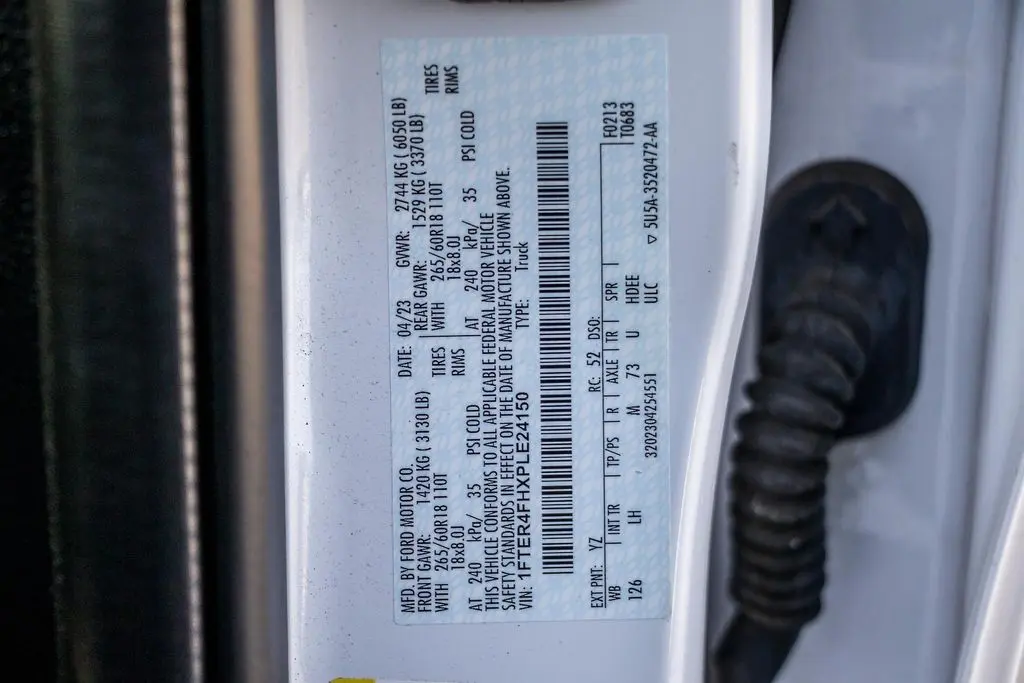 MFD. BY FORD MOTOR CO. DATE: 04/23 GVWR: 2744 KG ( 6050 LB)
FRONT GAWR: 1420 KG ( 3130 LB) REAR GAWR: 1529 KG ( 3370 LB)
WITH 265/60R18 110T TIRES WITH 265/60R18 110T TIRES
18x8.0J RIMS 18x8.0J RIMS
AT 240 kPa/ 35 PSI COLD AT 240 kPa/ 35 PSI COLD
THIS VEHICLE CONFORMS TO ALL APPLICABLE FEDERAL MOTOR VEHICLE
SAFETY STANDARDS IN EFFECT ON THE DATE OF MANUFACTURE SHOWN ABOVE.
VIN: 1FTER4FHXPLE24150 TYPE: Truck
EXT PNT: YZ RC: 52 DSO: F0213
WB INT TR TP/PS R AXLE TR SPR T0683
126 LH M 73 U HDEE
3202304254551 ULC ▽ 5U5A-3520472-AA